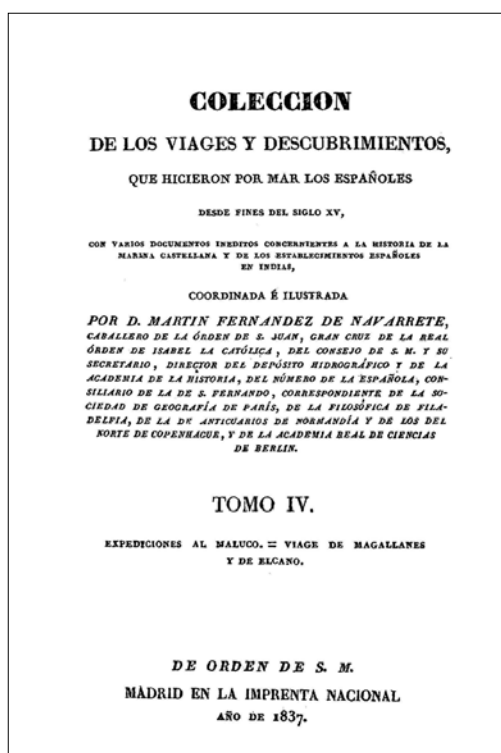 COLECCION
DE LOS VIAGES Y DESCUBRIMIENTOS,
QUE HICIERON POR MAR LOS ESPAÑOLES
DESDE FINES DEL SIGLO XV,
CON VARIOS DOCUMENTOS INEDITOS CONCERNIENTES A LA HISTORIA DE LA
MARINA CASTELLANA Y DE LOS ESTABLECIMIENTOS ESPAÑOLES
EN INDIAS,
COORDINADA É ILUSTRADA
POR D. MARTIN FERNANDEZ DE NAVARRETE,
CABALLERO DE LA ÓRDEN DE S. JUAN, GRAN CRUZ DE LA REAL
ÓRDEN DE ISABEL LA CATÓLICA, DEL CONSEJO DE S. M. Y SU
SECRETARIO, DIRECTOR DEL DEPÓSITO HIDROGRÁFICO Y DE LA
ACADEMIA DE LA HISTORIA, DEL NÚMERO DE LA ESPAÑOLA, CON-
SILIARIO DE LA DE S. FERNANDO, CORRESPONDIENTE DE LA SO-
CIEDAD DE GEOGRAFÍA DE PARÍS, DE LA FILOSÓFICA DE FILA-
DELFIA, DE LA DE ANTICUARIOS DE NORMANDÍA Y DE LOS DEL
NORTE DE COPENHAGUE, Y DE LA ACADEMIA REAL DE CIENCIAS
DE BERLIN.
TOMO IV.
EXPEDICIONES AL MALUCO. = VIAGE DE MAGALLANES
Y DE ELCANO.
DE ORDEN DE S. M.
MADRID EN LA IMPRENTA NACIONAL
AÑO DE 1837.